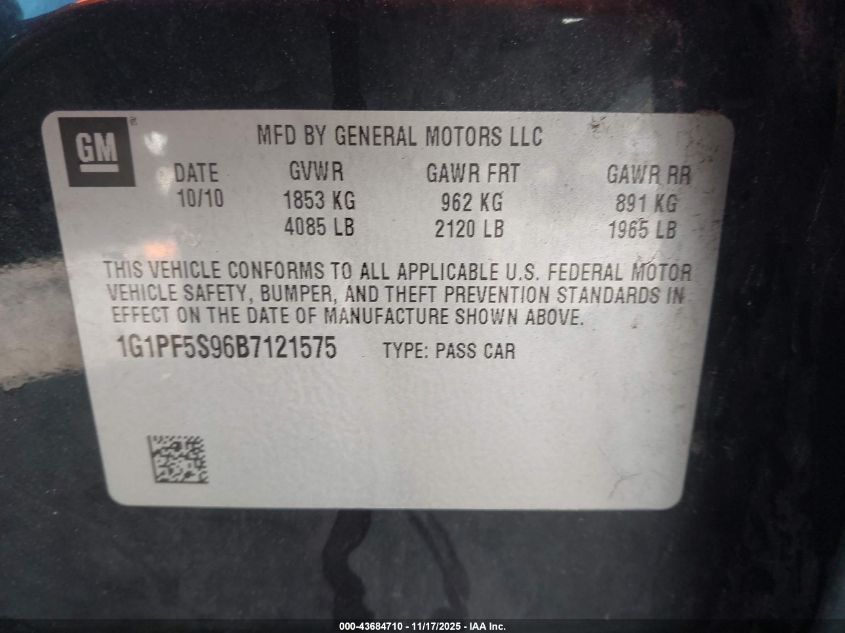 GM
MFD BY GENERAL MOTORS LLC
DATE GVWR GAWR FRT GAWR RR
10/10 1853 KG 962 KG 891 KG
4085 LB 2120 LB 1965 LB
THIS VEHICLE CONFORMS TO ALL APPLICABLE U.S. FEDERAL MOTOR
VEHICLE SAFETY, BUMPER, AND THEFT PREVENTION STANDARDS IN
EFFECT ON THE DATE OF MANUFACTURE SHOWN ABOVE.
1G1PF5S96B7121575 TYPE: PASS CAR
000-43684710 - 11/17/2025 - IAA Inc.